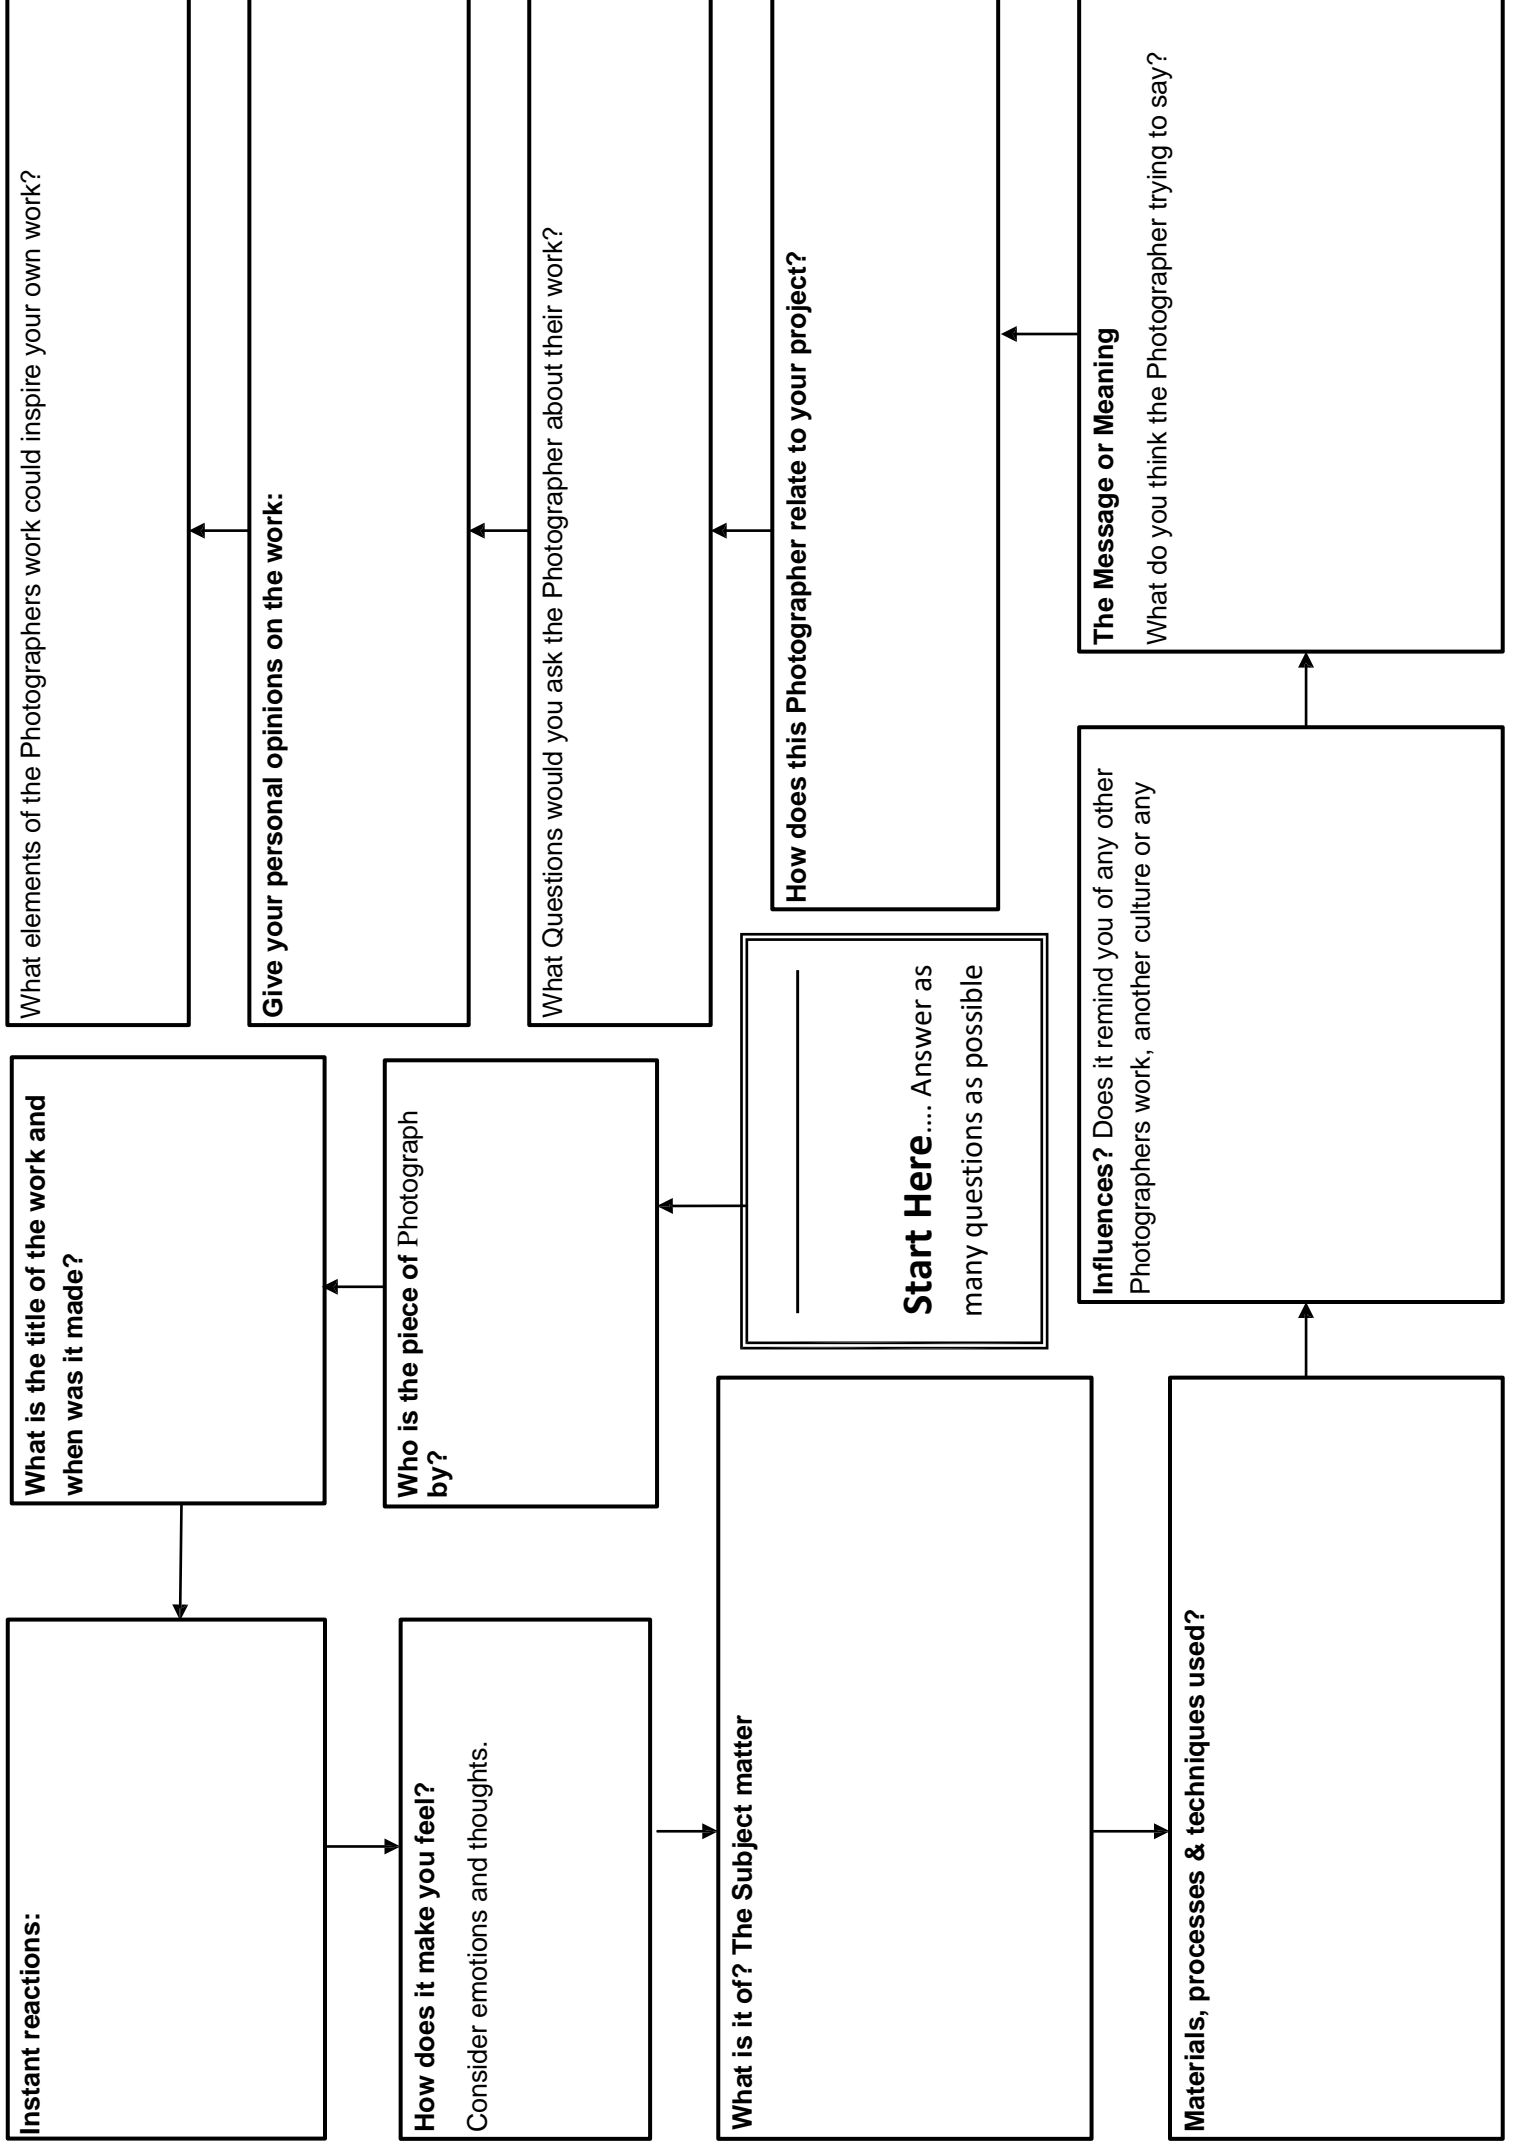 Start Here.... Answer as
many questions as possible
Who is the piece of Photograph
by?
What is the title of the work and
when was it made?
Instant reactions:
How does it make you feel?
Consider emotions and thoughts.
What is it of? The Subject matter
Materials, processes & techniques used?
Influences? Does it remind you of any other
Photographers work, another culture or any
The Message or Meaning
What do you think the Photographer trying to say?
How does this Photographer relate to your project?
What Questions would you ask the Photographer about their work?
Give your personal opinions on the work:
What elements of the Photographers work could inspire your own work?